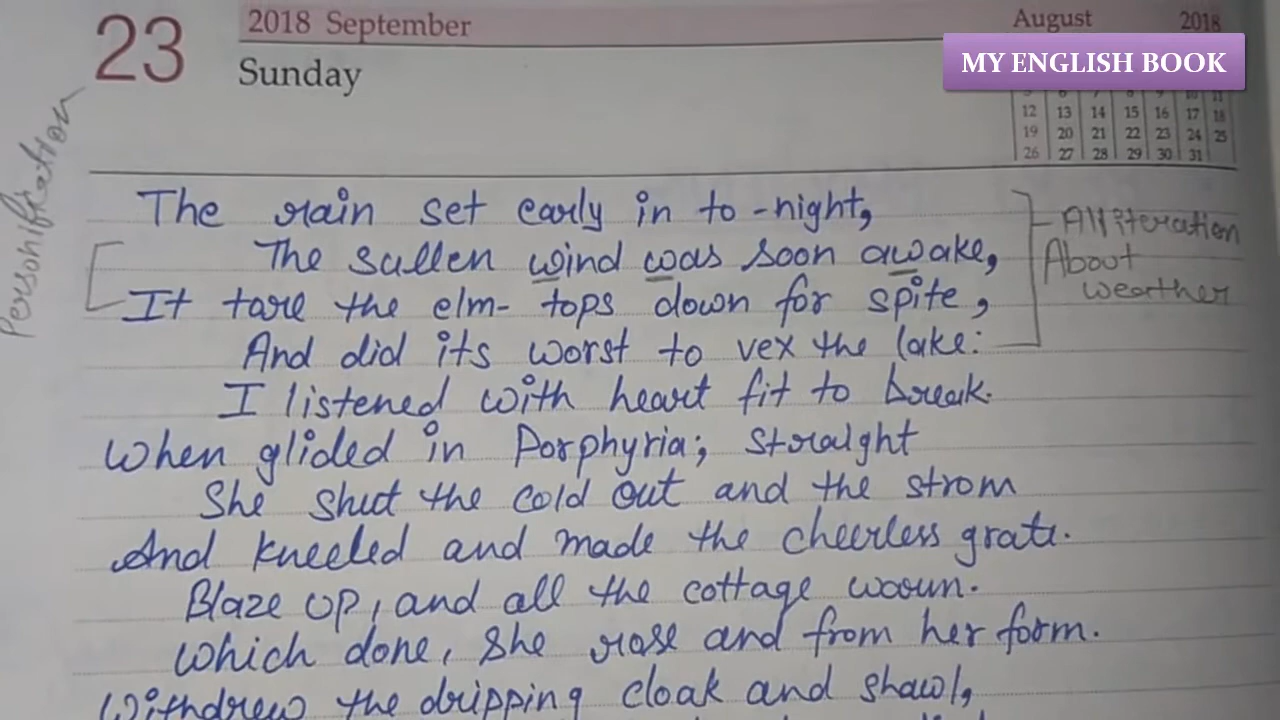 23
2018 September
Sunday
August 2018
MY ENGLISH BOOK
12 13 14 15 16 17 18
19 20 21 22 23 24 25
26 27 28 29 30 31
Personification
The rain set early in to-night,
The sullen wind was soon awake,
It tare the elm-tops down for spite,
And did its worst to vex the lake:
Alliteration
About
weather
I listened with heart fit to break.
When glided in Porphyria; straight
She shut the cold out and the strom
And kneeled and made the cheerless grate.
Blaze up, and all the cottage
Which done, she rose and from her form.
Withdrew the dripping cloak and shawl,